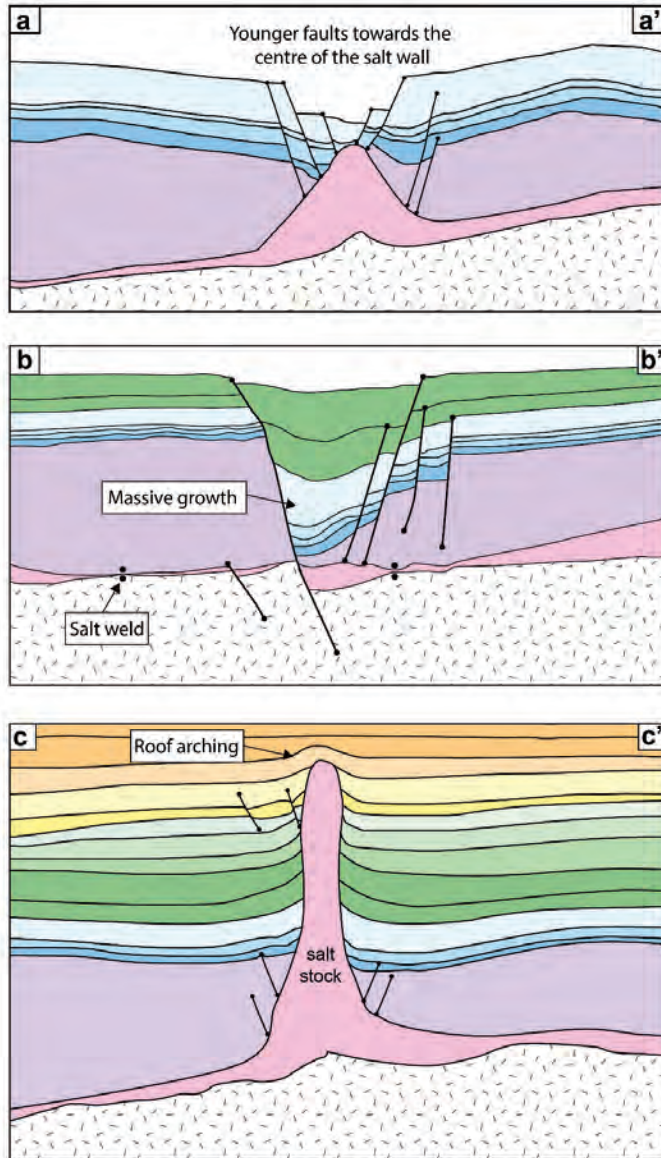 a
a'
Younger faults towards the
centre of the salt wall
b
b'
Massive growth
Salt weld
c
c'
Roof arching
salt
stock